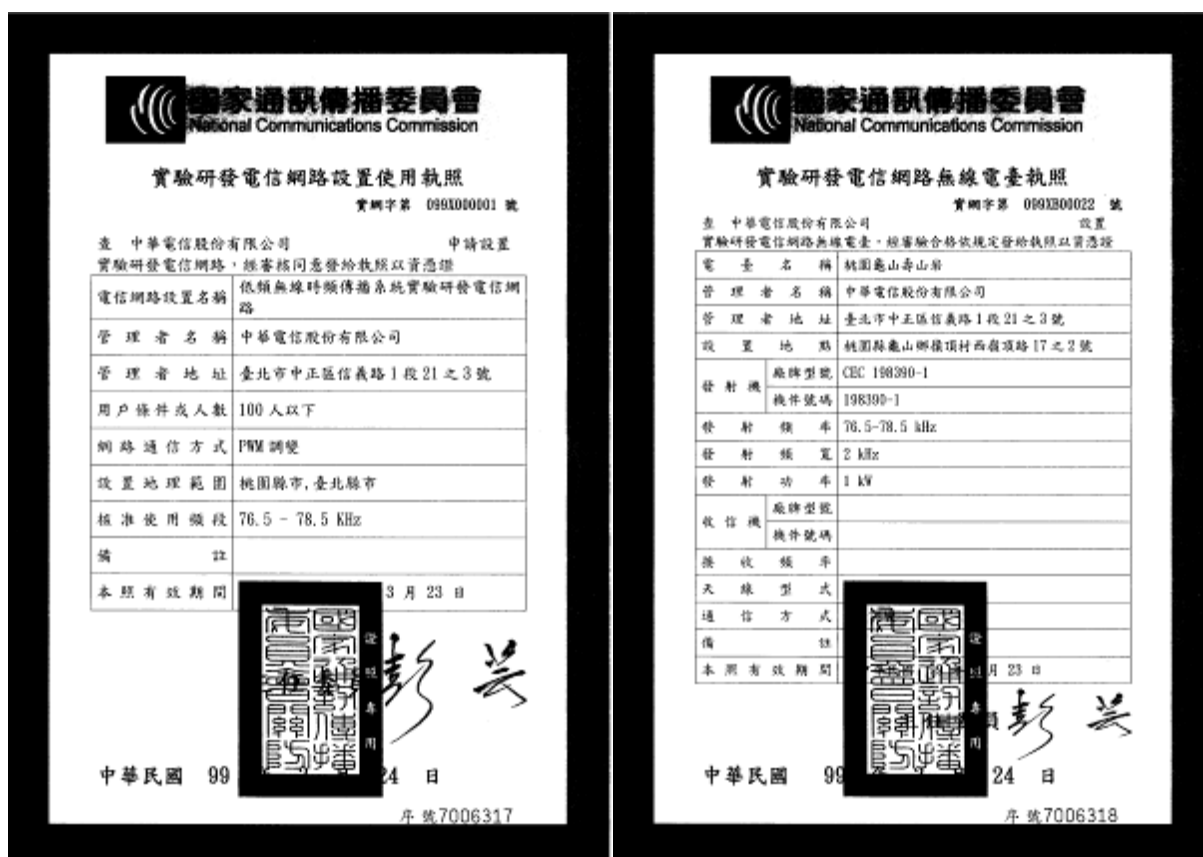 國家通訊傳播委員會
National Communications Commission
實驗研發電信網路設置使用執照
實網字第 099X000001 號
查 中華電信股份有限公司 申請設置
實驗研發電信網路，經審核同意發給執照以資憑證
電信網路設置名稱 低頻無線時頻傳播系統實驗研發電信網
路
管理者名稱 中華電信股份有限公司
管理者地址 臺北市中正區信義路1段21之3號
用戶條件或人數 100人以下
網路通信方式 PWM 調變
設置地理範圍 桃園縣市,臺北縣市
核准使用頻段 76.5 - 78.5 KHz
備註
本照有效期間 3 月 23 日
證照專用
彭芸
中華民國 99 24 日
序號7006317
國家通訊傳播委員會
National Communications Commission
實驗研發電信網路無線電臺執照
實網字第 099XB00022 號
查 中華電信股份有限公司 設置
實驗研發電信網路無線電臺，經審驗合格依規定發給執照以資憑證
電臺名稱 桃園龜山壽山岩
管理者名稱 中華電信股份有限公司
管理者地址 臺北市中正區信義路1段21之3號
設置地點 桃園縣龜山鄉嶺頂村西嶺頂路17之2號
發射機 廠牌型號 CEC 198390-1
機件號碼 198390-1
發射頻率 76.5-78.5 kHz
發射頻寬 2 kHz
發射功率 1 kW
收信機 廠牌型號
機件號碼
接收頻率
天線型式
通信方式
備註
本照有效期間 月 23 日
證照專用
彭芸
中華民國 99 24 日
序號7006318